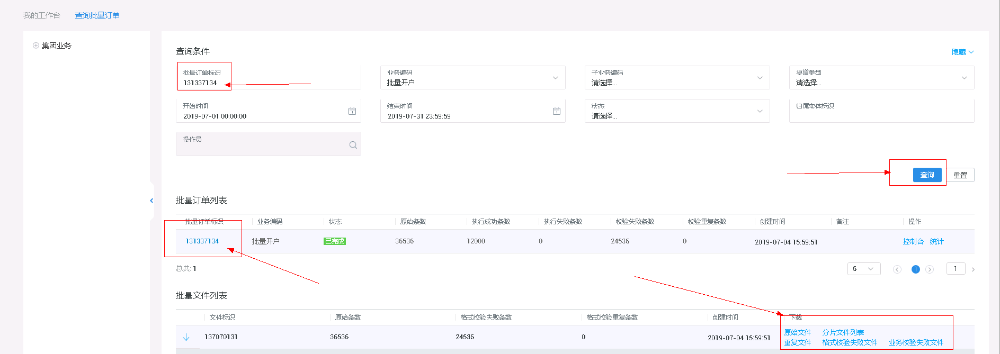 我的工作台 查询批量订单
集团业务
查询条件 隐藏
批量订单标识 业务编码 子业务编码 渠道类型
131337134 批量开户 请选择... 请选择...
开始时间 结束时间 状态 归属实体标识
2019-07-01 00:00:00 2019-07-31 23:59:59 请选择...
操作员
查询 重置
批量订单列表
批量订单标识 业务编码 状态 原始条数 执行成功条数 执行失败条数 校验失败条数 校验重复条数 创建时间 备注 操作
131337134 批量开户 已完成 36536 12000 0 24536 0 2019-07-04 15:59:51 控制台 统计
总共: 1 5 1 1
批量文件列表
文件标识 原始条数 格式校验失败条数 格式校验重复条数 创建时间 下载
137070131 36536 24536 0 2019-07-04 15:59:51 原始文件 分片文件列表
重复文件 格式校验失败文件 业务校验失败文件